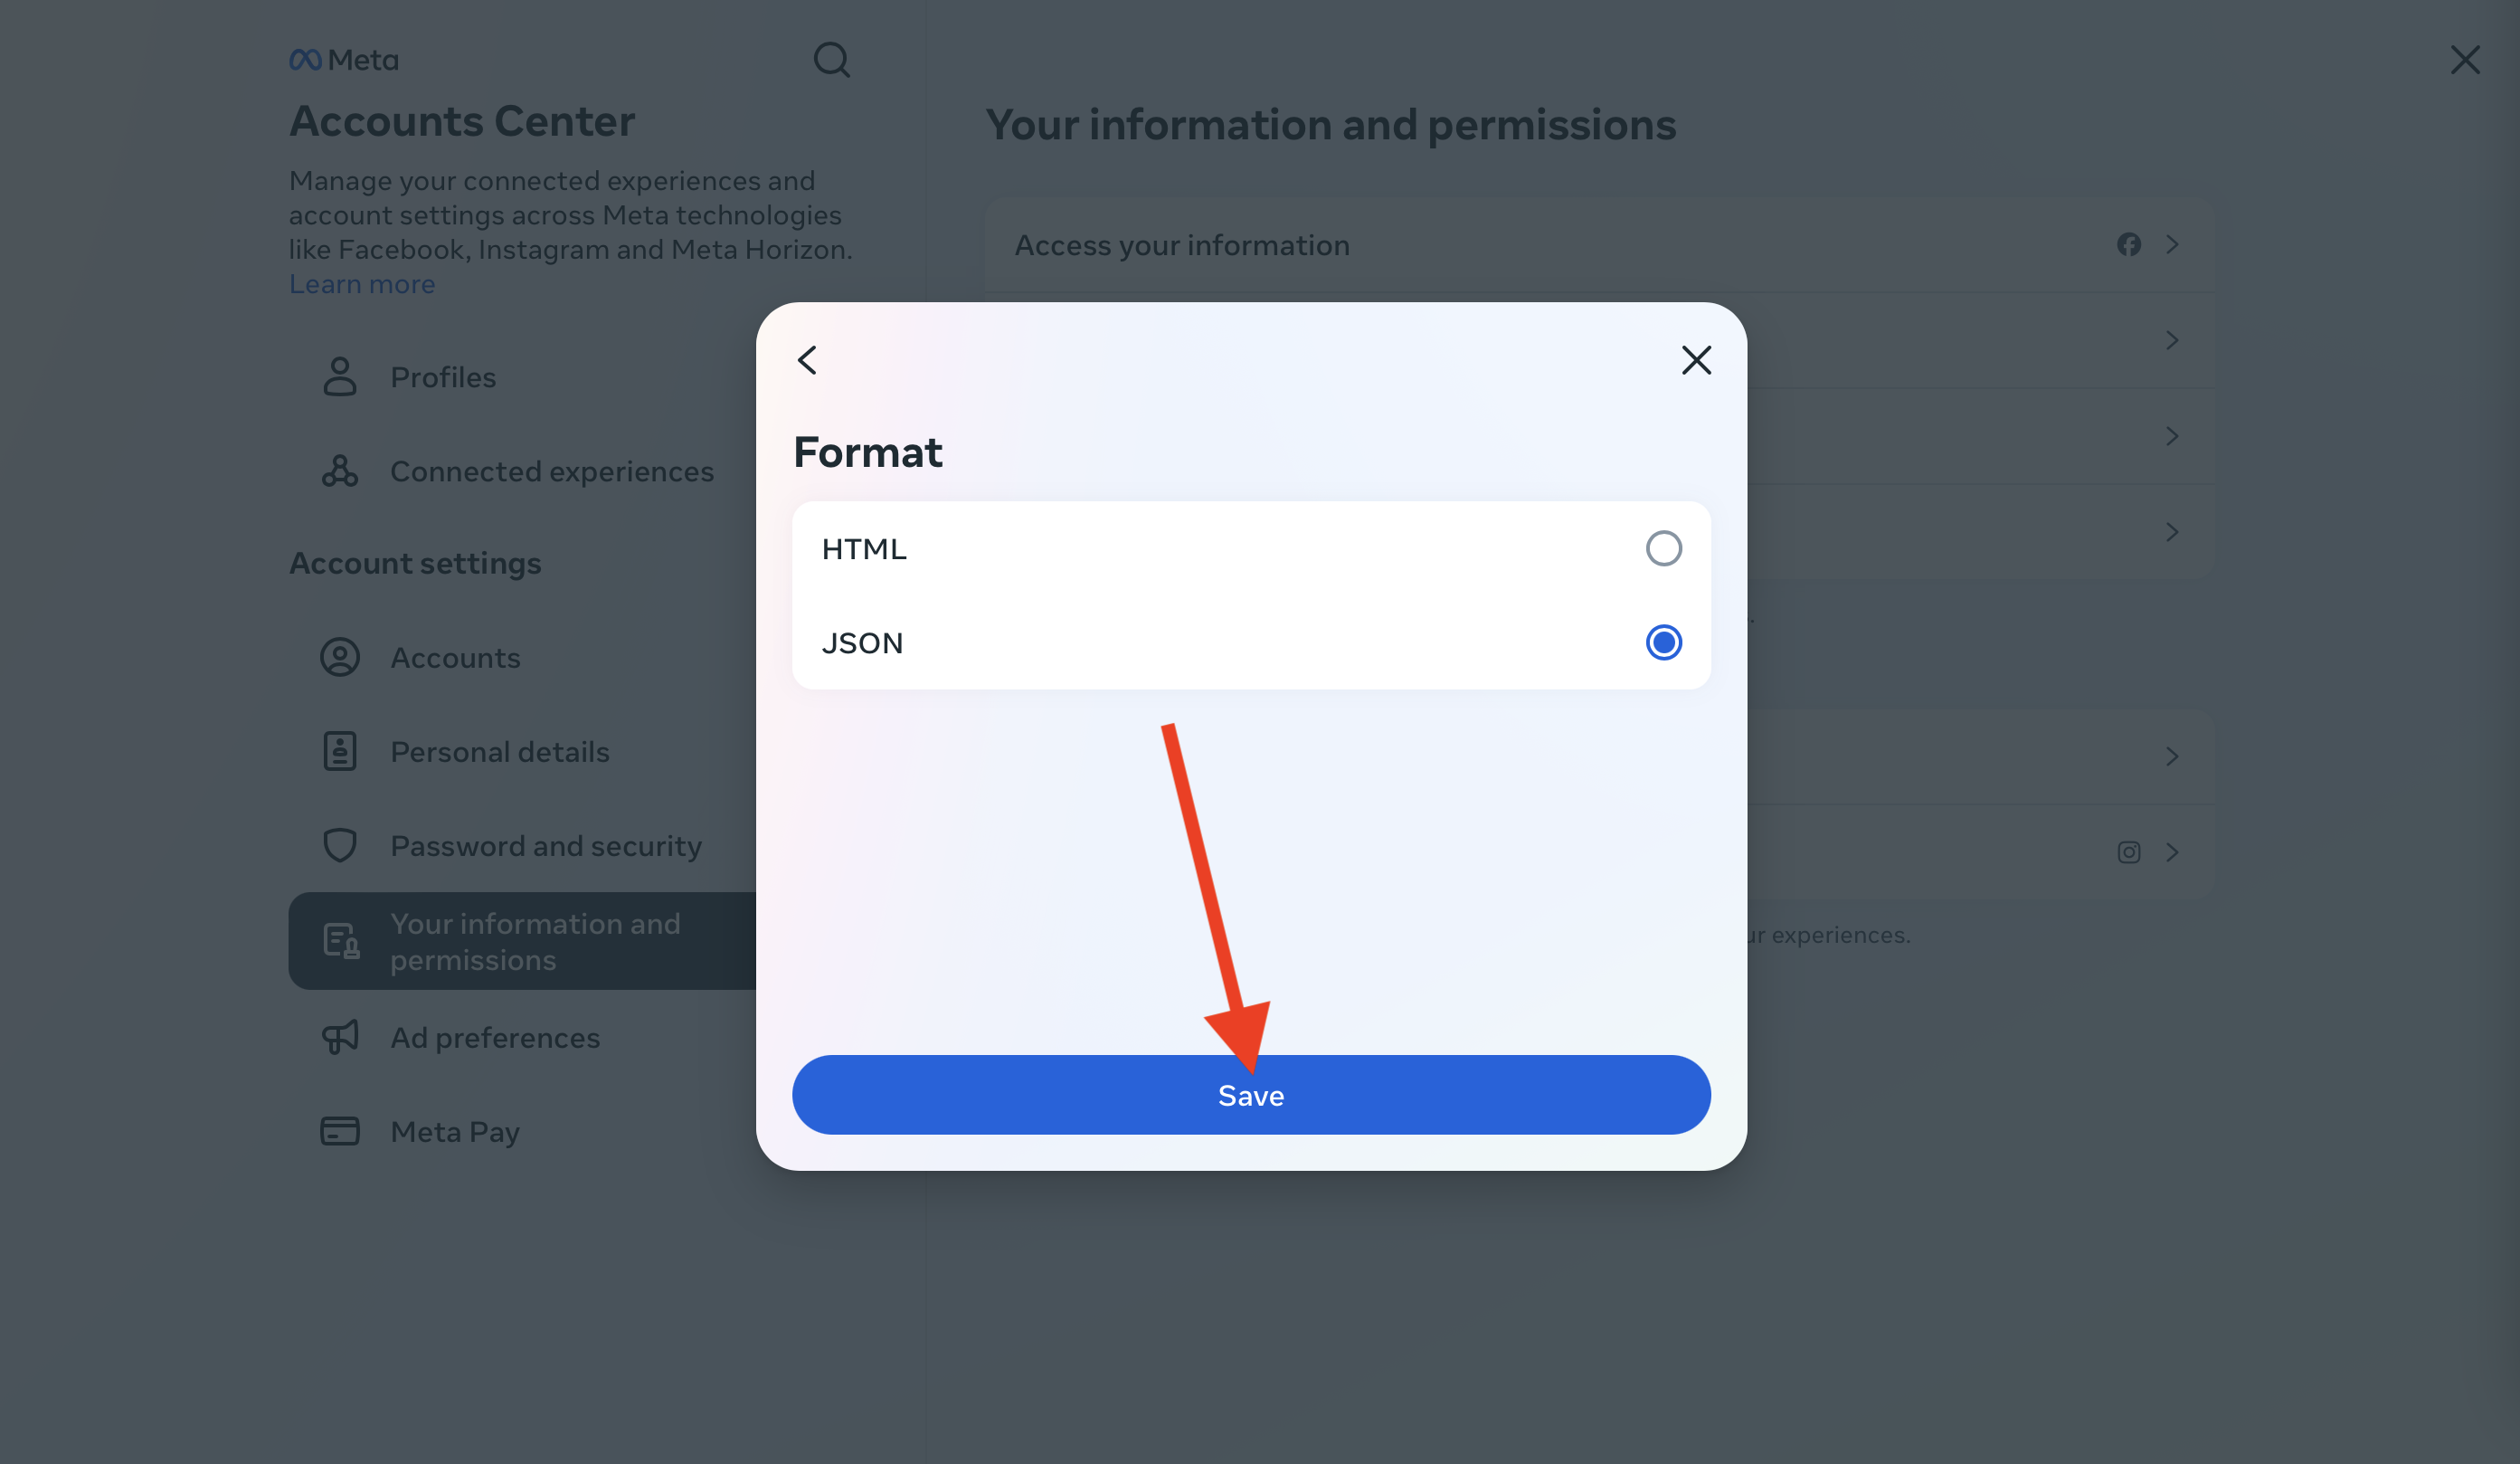 Meta
Accounts Center
Manage your connected experiences and
account settings across Meta technologies
like Facebook, Instagram and Meta Horizon.
Learn more
Profiles
Connected experiences
Account settings
Accounts
Personal details
Password and security
Your information and
permissions
Ad preferences
Meta Pay
Your information and permissions
Access your information
experiences.
Format
HTML
JSON
Save